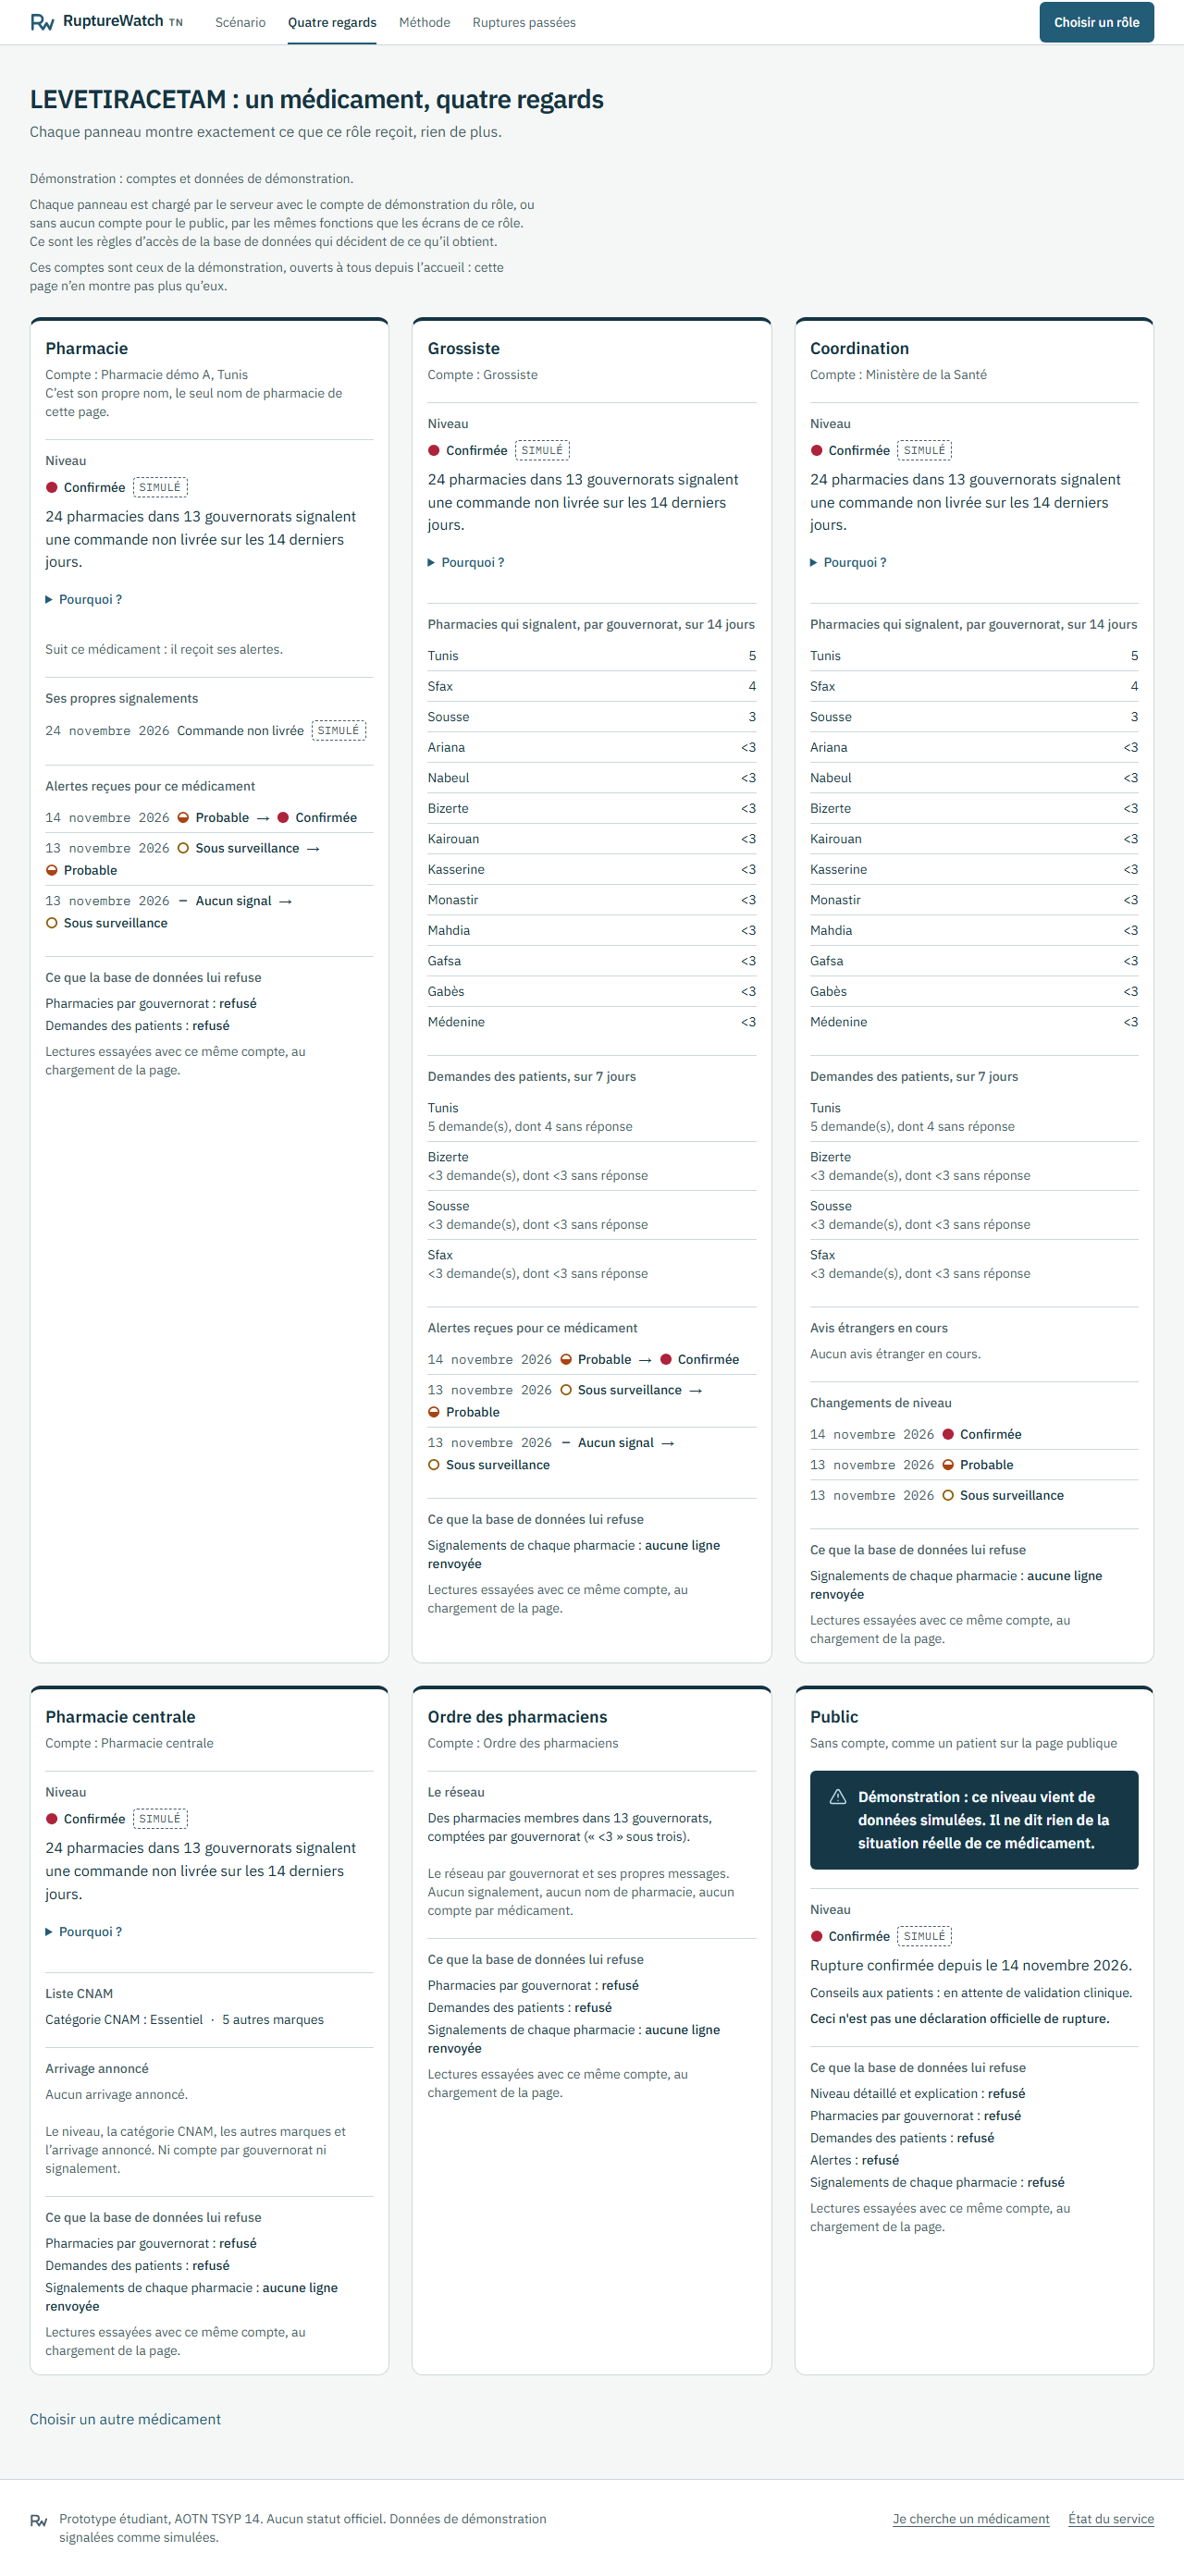 RuptureWatch TN
Scénario
Quatre regards
Méthode
Ruptures passées
Choisir un rôle
LEVETIRACETAM : un médicament, quatre regards
Chaque panneau montre exactement ce que ce rôle reçoit, rien de plus.
Démonstration : comptes et données de démonstration.
Chaque panneau est chargé par le serveur avec le compte de démonstration du rôle, ou
sans aucun compte pour le public, par les mêmes fonctions que les écrans de ce rôle.
Ce sont les règles d’accès de la base de données qui décident de ce qu’il obtient.
Ces comptes sont ceux de la démonstration, ouverts à tous depuis l’accueil : cette
page n’en montre pas plus qu’eux.
Pharmacie
Compte : Pharmacie démo A, Tunis
C’est son propre nom, le seul nom de pharmacie de
cette page.
Niveau
Confirmée SIMULÉ
24 pharmacies dans 13 gouvernorats signalent
une commande non livrée sur les 14 derniers
jours.
Pourquoi ?
Suit ce médicament : il reçoit ses alertes.
Ses propres signalements
24 novembre 2026 Commande non livrée SIMULÉ
Alertes reçues pour ce médicament
14 novembre 2026 Probable → Confirmée
13 novembre 2026 Sous surveillance →
Probable
13 novembre 2026 – Aucun signal →
Sous surveillance
Ce que la base de données lui refuse
Pharmacies par gouvernorat : refusé
Demandes des patients : refusé
Lectures essayées avec ce même compte, au
chargement de la page.
Grossiste
Compte : Grossiste
Niveau
Confirmée SIMULÉ
24 pharmacies dans 13 gouvernorats signalent
une commande non livrée sur les 14 derniers
jours.
Pourquoi ?
Pharmacies qui signalent, par gouvernorat, sur 14 jours
Tunis 5
Sfax 4
Sousse 3
Ariana <3
Nabeul <3
Bizerte <3
Kairouan <3
Kasserine <3
Monastir <3
Mahdia <3
Gafsa <3
Gabès <3
Médenine <3
Demandes des patients, sur 7 jours
Tunis
5 demande(s), dont 4 sans réponse
Bizerte
<3 demande(s), dont <3 sans réponse
Sousse
<3 demande(s), dont <3 sans réponse
Sfax
<3 demande(s), dont <3 sans réponse
Alertes reçues pour ce médicament
14 novembre 2026 Probable → Confirmée
13 novembre 2026 Sous surveillance →
Probable
13 novembre 2026 – Aucun signal →
Sous surveillance
Ce que la base de données lui refuse
Signalements de chaque pharmacie : aucune ligne
renvoyée
Lectures essayées avec ce même compte, au
chargement de la page.
Coordination
Compte : Ministère de la Santé
Niveau
Confirmée SIMULÉ
24 pharmacies dans 13 gouvernorats signalent
une commande non livrée sur les 14 derniers
jours.
Pourquoi ?
Pharmacies qui signalent, par gouvernorat, sur 14 jours
Tunis 5
Sfax 4
Sousse 3
Ariana <3
Nabeul <3
Bizerte <3
Kairouan <3
Kasserine <3
Monastir <3
Mahdia <3
Gafsa <3
Gabès <3
Médenine <3
Demandes des patients, sur 7 jours
Tunis
5 demande(s), dont 4 sans réponse
Bizerte
<3 demande(s), dont <3 sans réponse
Sousse
<3 demande(s), dont <3 sans réponse
Sfax
<3 demande(s), dont <3 sans réponse
Avis étrangers en cours
Aucun avis étranger en cours.
Changements de niveau
14 novembre 2026 Confirmée
13 novembre 2026 Probable
13 novembre 2026 Sous surveillance
Ce que la base de données lui refuse
Signalements de chaque pharmacie : aucune ligne
renvoyée
Lectures essayées avec ce même compte, au
chargement de la page.
Pharmacie centrale
Compte : Pharmacie centrale
Niveau
Confirmée SIMULÉ
24 pharmacies dans 13 gouvernorats signalent
une commande non livrée sur les 14 derniers
jours.
Pourquoi ?
Liste CNAM
Catégorie CNAM : Essentiel · 5 autres marques
Arrivage annoncé
Aucun arrivage annoncé.
Le niveau, la catégorie CNAM, les autres marques et
l’arrivage annoncé. Ni compte par gouvernorat ni
signalement.
Ce que la base de données lui refuse
Pharmacies par gouvernorat : refusé
Demandes des patients : refusé
Signalements de chaque pharmacie : aucune ligne
renvoyée
Lectures essayées avec ce même compte, au
chargement de la page.
Ordre des pharmaciens
Compte : Ordre des pharmaciens
Le réseau
Des pharmacies membres dans 13 gouvernorats,
comptées par gouvernorat (« <3 » sous trois).
Le réseau par gouvernorat et ses propres messages.
Aucun signalement, aucun nom de pharmacie, aucun
compte par médicament.
Ce que la base de données lui refuse
Pharmacies par gouvernorat : refusé
Demandes des patients : refusé
Signalements de chaque pharmacie : aucune ligne
renvoyée
Lectures essayées avec ce même compte, au
chargement de la page.
Public
Sans compte, comme un patient sur la page publique
Démonstration : ce niveau vient de
données simulées. Il ne dit rien de la
situation réelle de ce médicament.
Niveau
Confirmée SIMULÉ
Rupture confirmée depuis le 14 novembre 2026.
Conseils aux patients : en attente de validation clinique.
Ceci n'est pas une déclaration officielle de rupture.
Ce que la base de données lui refuse
Niveau détaillé et explication : refusé
Pharmacies par gouvernorat : refusé
Demandes des patients : refusé
Alertes : refusé
Signalements de chaque pharmacie : refusé
Lectures essayées avec ce même compte, au
chargement de la page.
Choisir un autre médicament
Prototype étudiant, AOTN TSYP 14. Aucun statut officiel. Données de démonstration
signalées comme simulées.
Je cherche un médicament
État du service